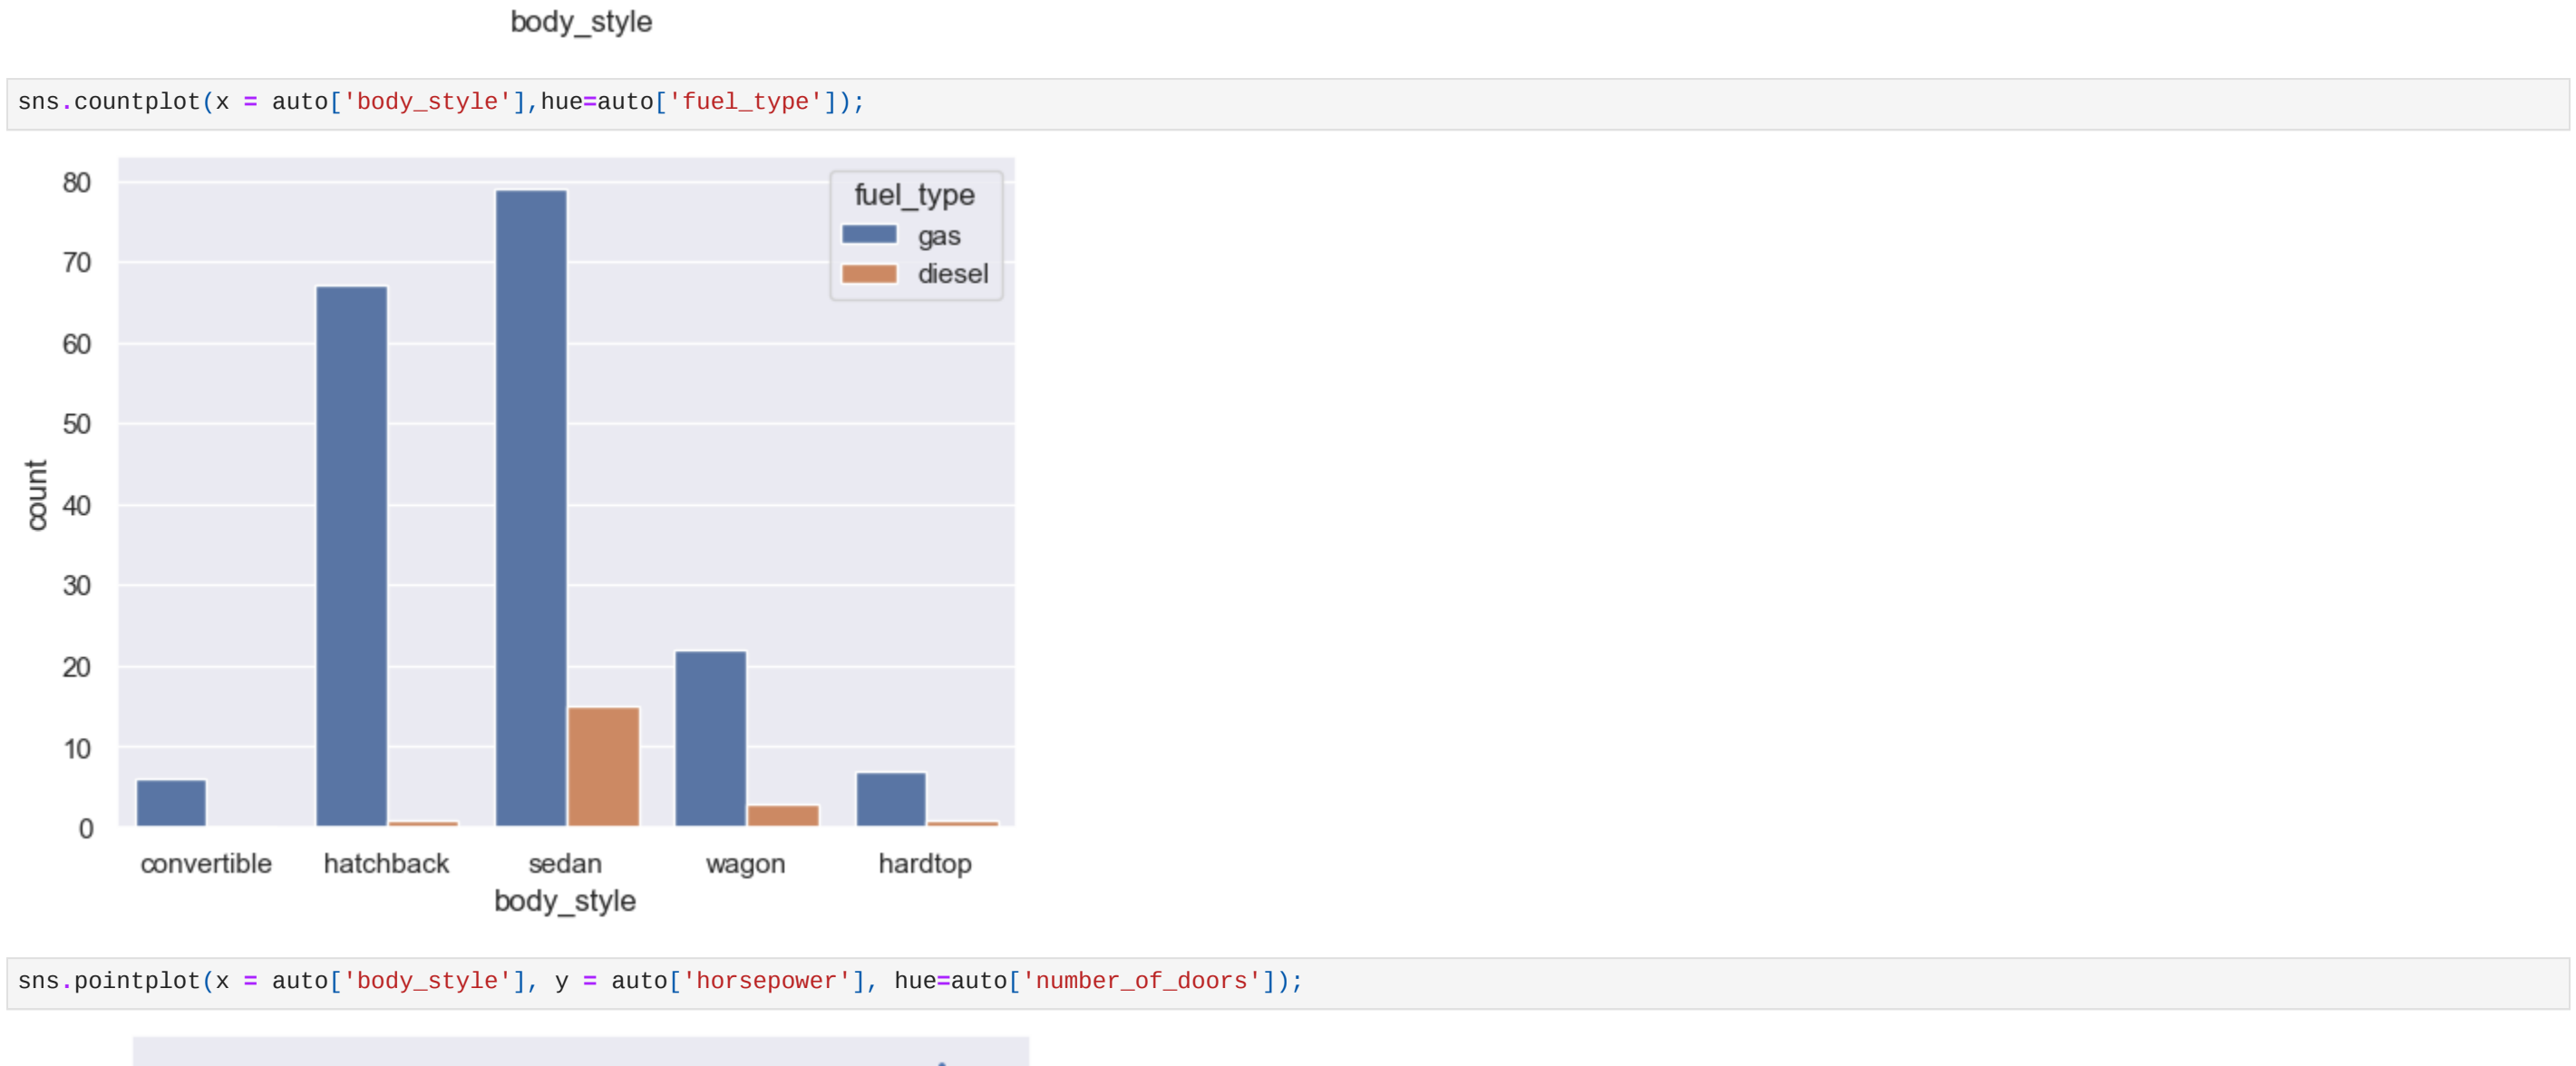 body_style
sns.countplot(x = auto['body_style'],hue=auto['fuel_type']);
80
70
60
50
40
30
20
10
0
count
fuel_type
gas
diesel
convertible hatchback sedan wagon hardtop
body_style
sns.pointplot(x = auto['body_style'], y = auto['horsepower'], hue=auto['number_of_doors']);